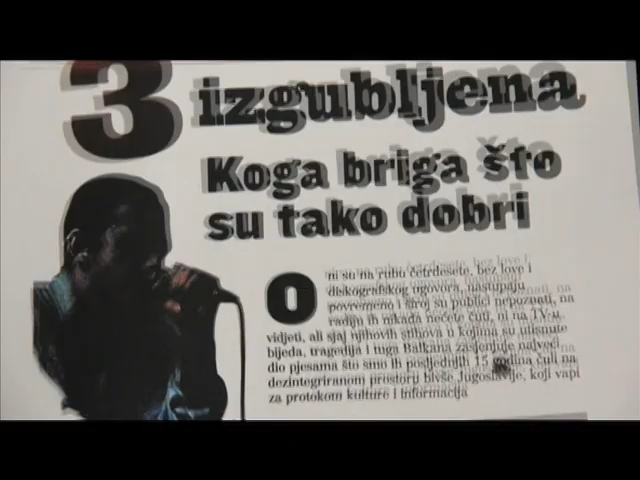 3 izgubljena
Koga briga što
su tako dobri
Oni su na rubu četrdesete, bez love i
diskografskog ugovora, nastupaju
povremeno i široj su publici nepoznati, na
radiju ih nikada nećete čuti, ni na TV-u
vidjeti, ali sjaj njihovih stihova u kojima su utisnute
bijeda, tragedija i tuga Balkana zasjenjuje najveći
dio pjesama što smo ih posljednjih 15 godina čuli na
dezintegriranom prostoru bivše Jugoslavije, koji vapi
za protokom kulture i informacija